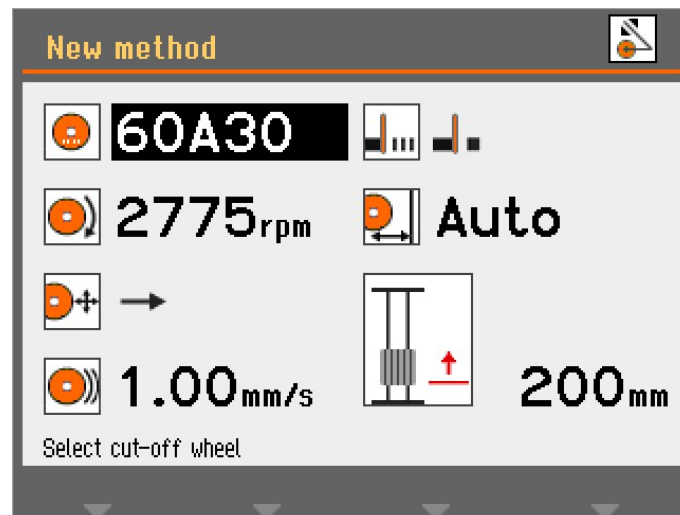 New method
60A30
2775rpm
Auto
1.00mm/s
200mm
Select cut-off wheel